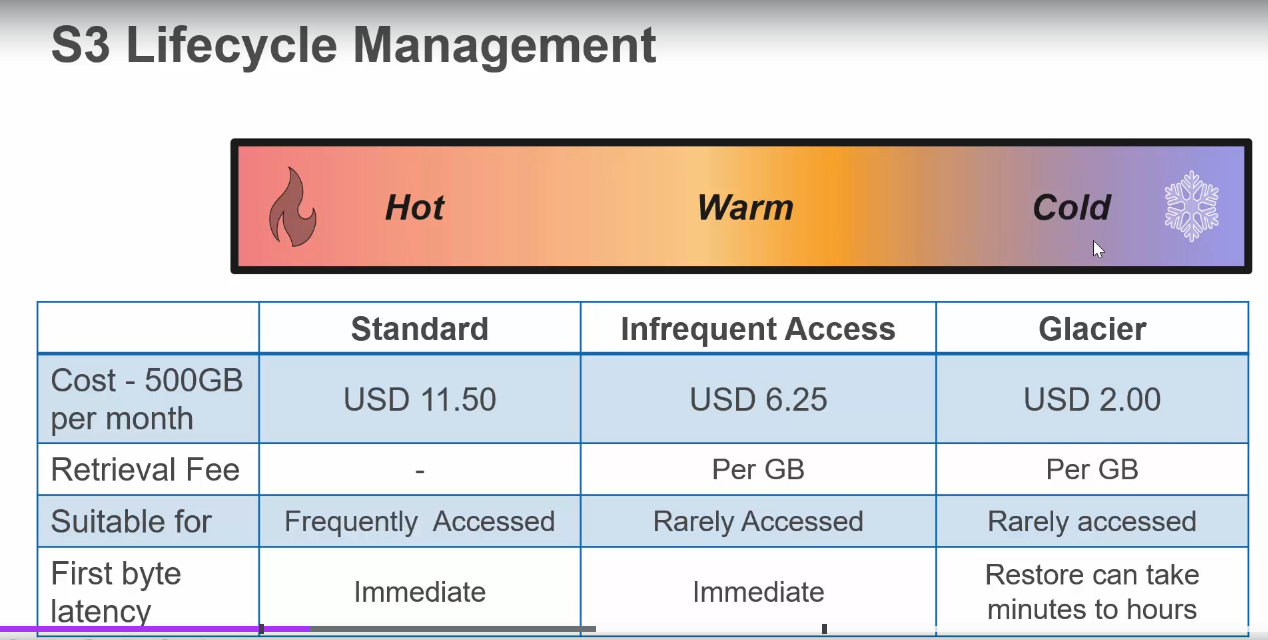 S3 Lifecycle Management
Hot Warm Cold
Standard Infrequent Access Glacier
Cost - 500GB
per month
USD 11.50 USD 6.25 USD 2.00
Retrieval Fee - Per GB Per GB
Suitable for Frequently Accessed Rarely Accessed Rarely accessed
First byte
latency
Immediate Immediate
Restore can take
minutes to hours